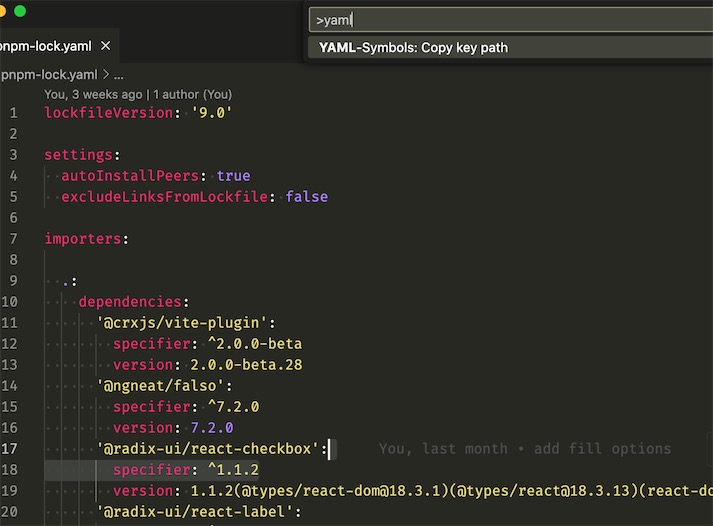 >yaml
YAML-Symbols: Copy key path
pnpm-lock.yaml
pnpm-lock.yaml > ...
You, 3 weeks ago | 1 author (You)
1 lockfileVersion: '9.0'
2
3 settings:
4 autoInstallPeers: true
5 excludeLinksFromLockfile: false
6
7 importers:
8
9 .:
10 dependencies:
11 '@crxjs/vite-plugin':
12 specifier: ^2.0.0-beta
13 version: 2.0.0-beta.28
14 '@ngneat/falso':
15 specifier: ^7.2.0
16 version: 7.2.0
17 '@radix-ui/react-checkbox': You, last month • add fill options
18 specifier: ^1.1.2
19 version: 1.1.2(@types/react-dom@18.3.1)(@types/react@18.3.13)(react-do
20 '@radix-ui/react-label':